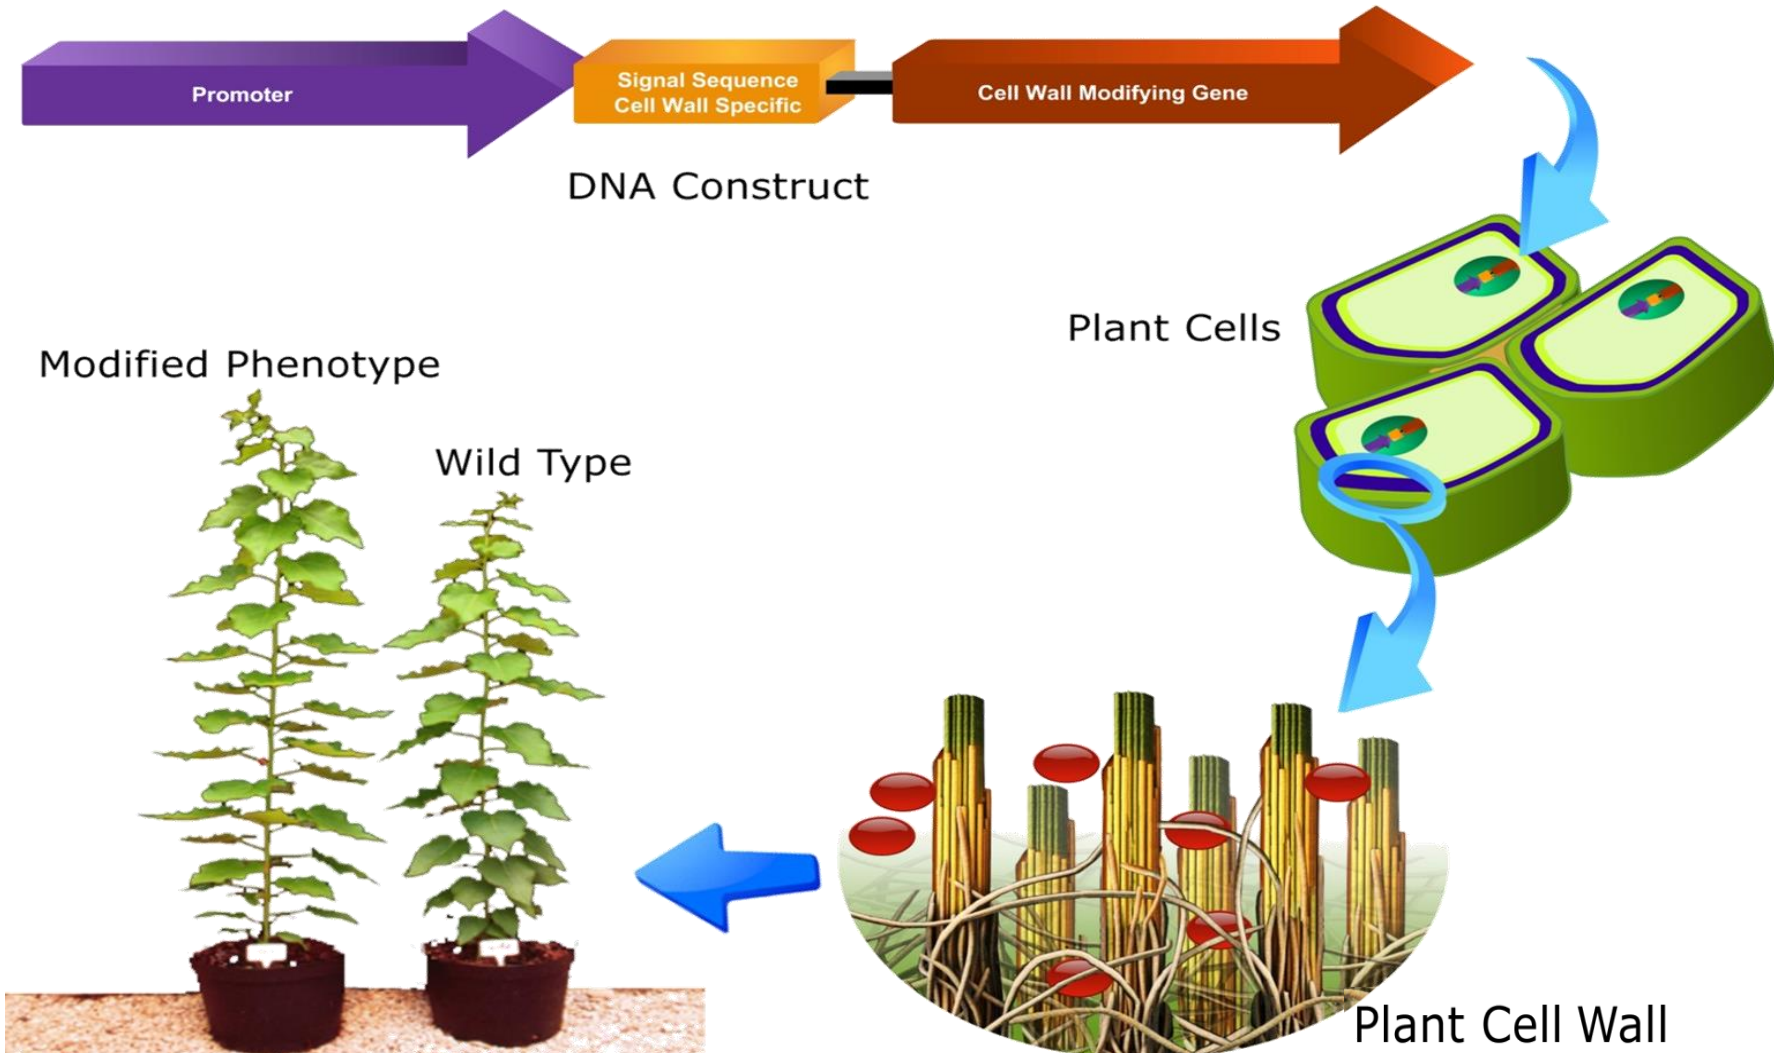 Promoter
Signal Sequence
Cell Wall Specific
Cell Wall Modifying Gene
DNA Construct
Plant Cells
Modified Phenotype
Wild Type
Plant Cell Wall